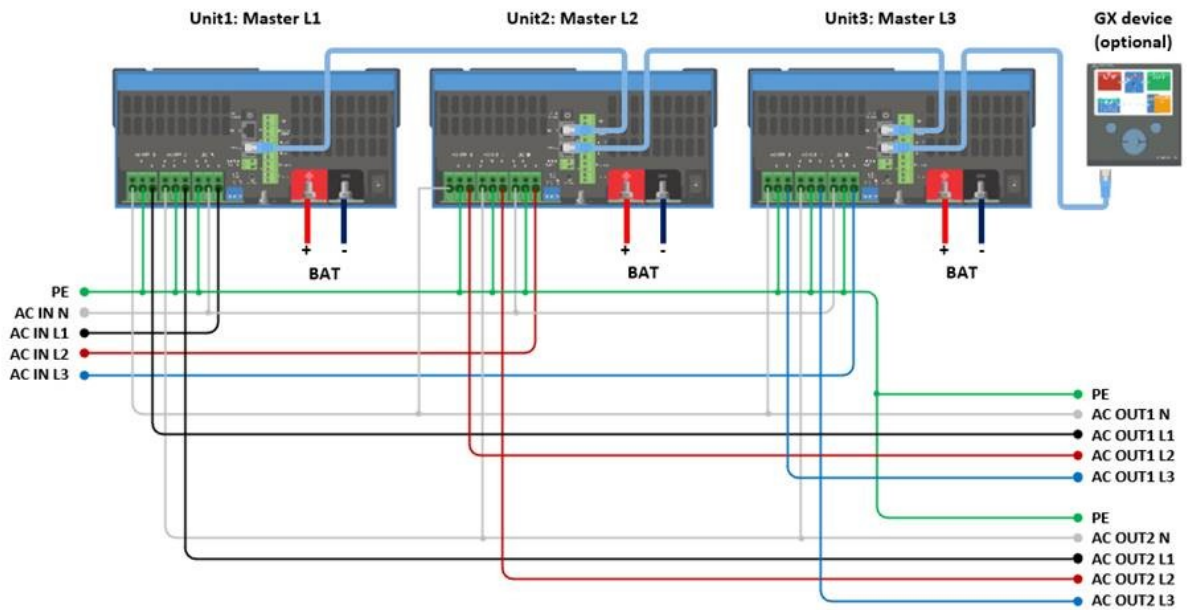 Unit1: Master L1
Unit2: Master L2
Unit3: Master L3
GX device
(optional)
+
-
BAT
+
-
BAT
+
-
BAT
PE
AC IN N
AC IN L1
AC IN L2
AC IN L3
PE
AC OUT1 N
AC OUT1 L1
AC OUT1 L2
AC OUT1 L3
PE
AC OUT2 N
AC OUT2 L1
AC OUT2 L2
AC OUT2 L3